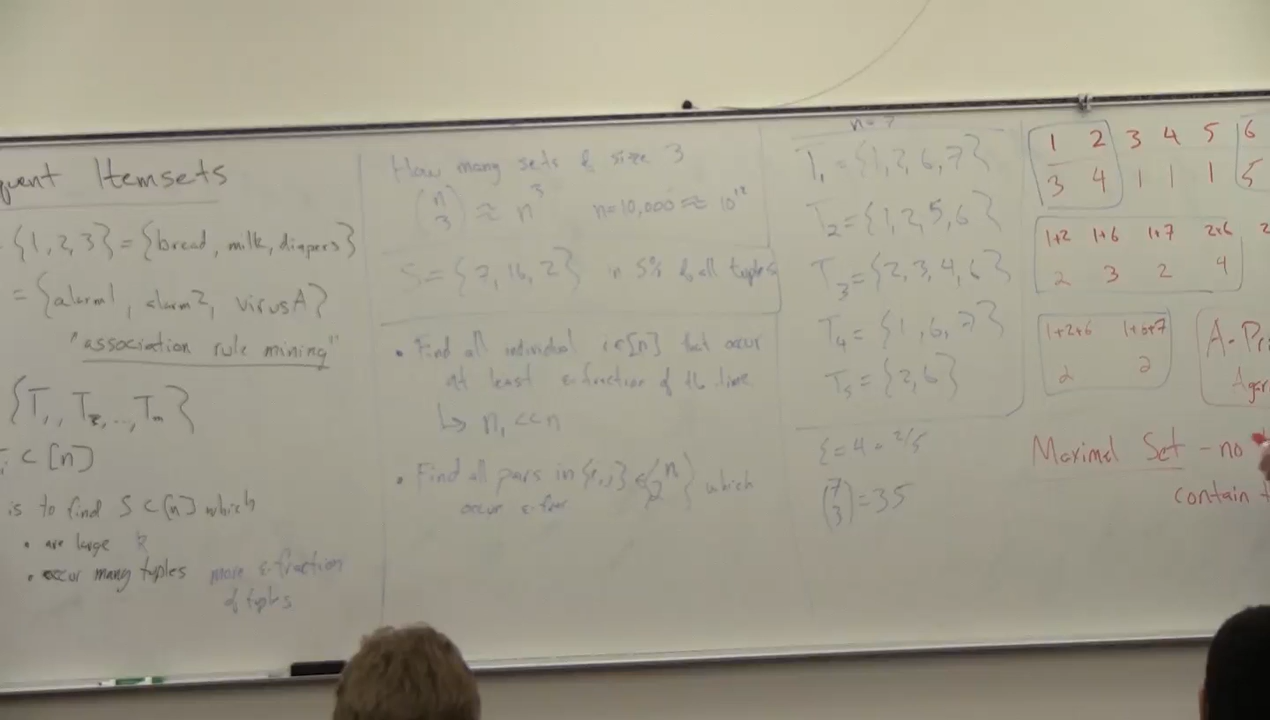 quent Itemsets
{1,2,3} = {bread, milk, diapers}
= {alarm1, alarm2, virusA}
"association rule mining"
{T₁, T₂, .., Tₘ}
⊂ [n]
is to find S ⊂ [n] which
• are large k
• occur many tuples more ε-fraction
of tuples
How many sets of size 3
(n 3) ≈ n³ n=10,000 ≈ 10¹²
S = {7, 16, 2} in 5% of all tuples
• Find all individual i∈[n] that occur
at least ε-fraction of the time
↳ n₁ << n
• Find all pairs in {i,j} which
occur ε-frac
n=7
T₁ = {1,2,6,7}
T₂ = {1,2,5,6}
T₃ = {2,3,4,6}
T₄ = {1,6,7}
T₅ = {2,6}
2/5
(7 3) = 35
1 2 3 4 5 6
3 4 1 1 1 5
1+2 1+6 1+7 2+6 2
2 3 2 4
1+2+6 1+6+7
2 2
A-Pri
Maximal Set - no
contain